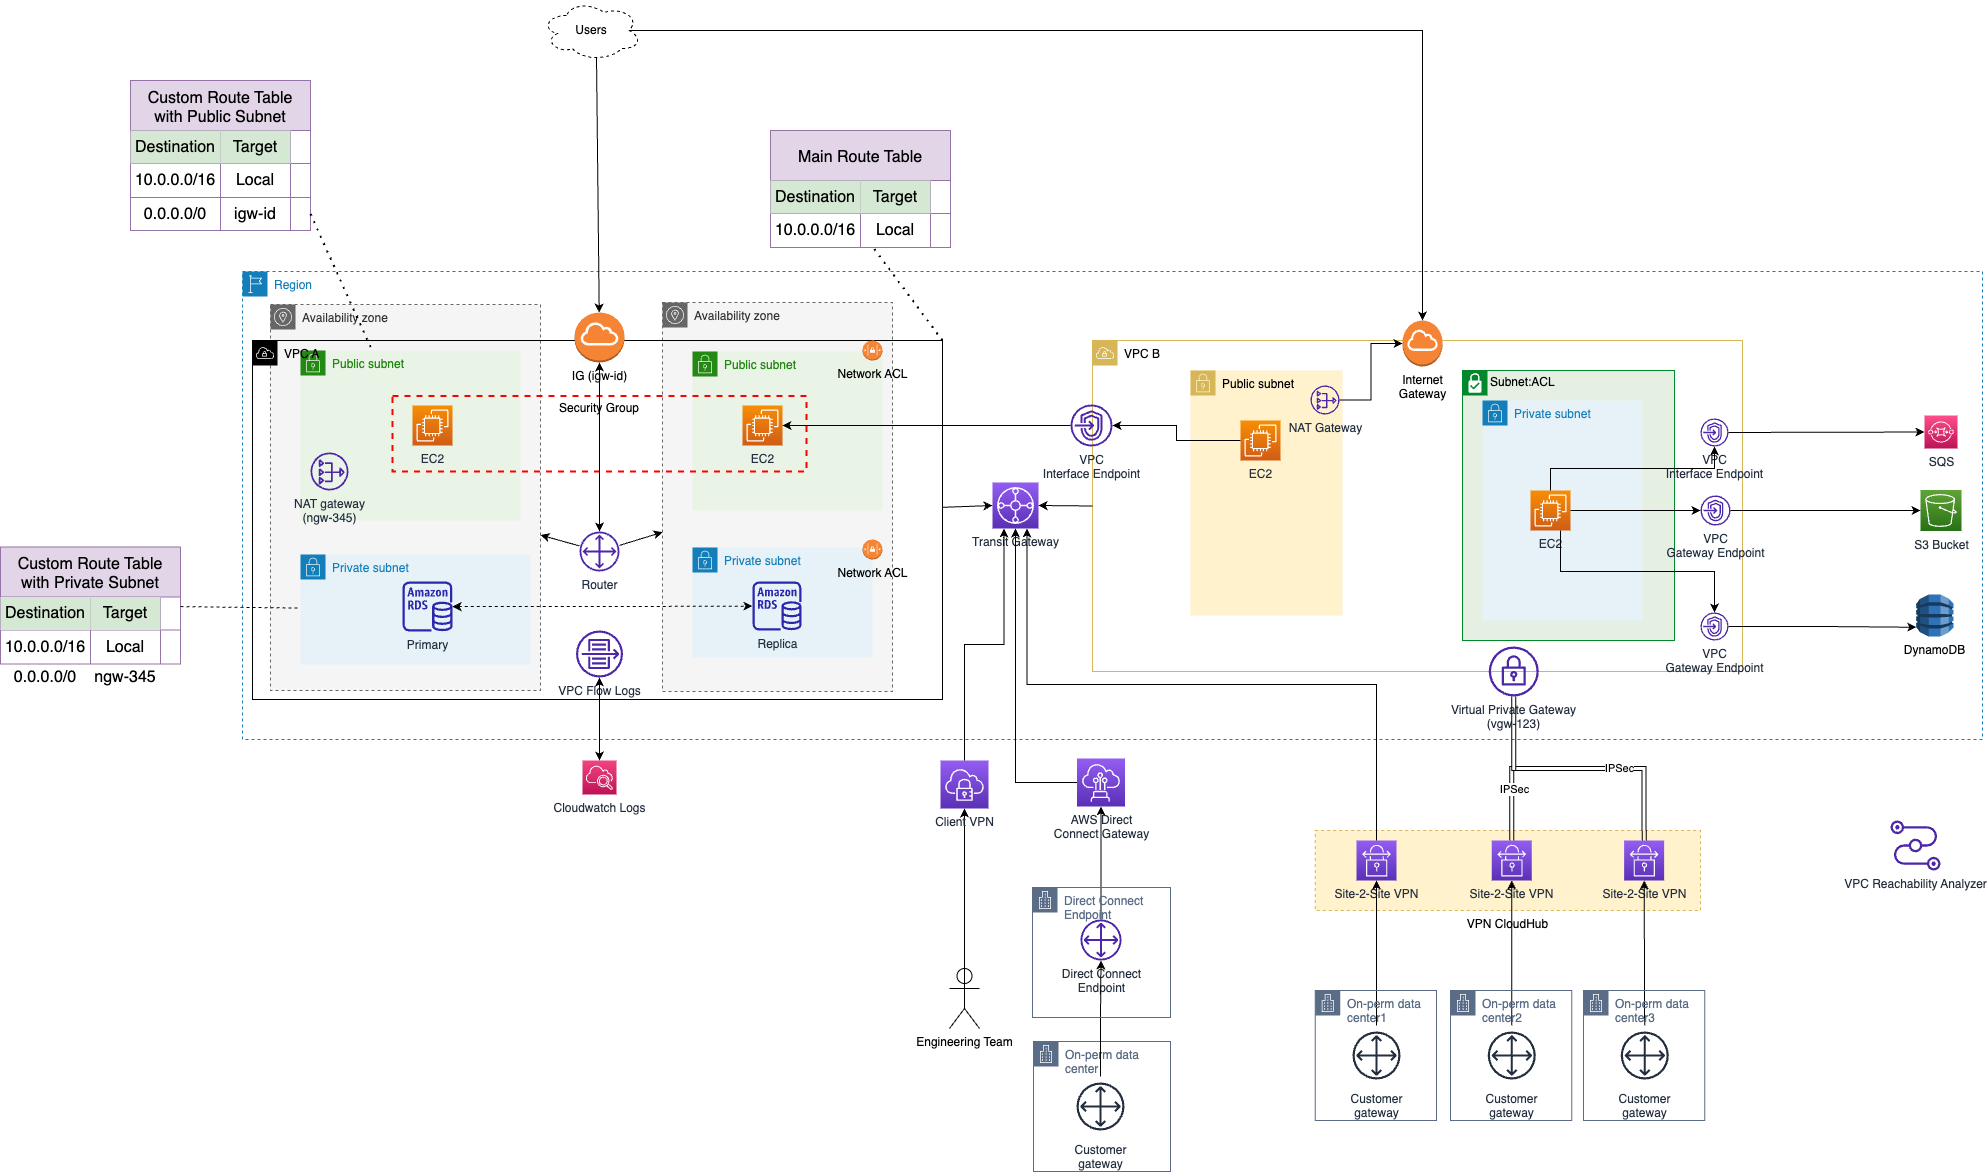 Users
Custom Route Table
with Public Subnet
Destination Target
10.0.0.0/16 Local
0.0.0.0/0 igw-id
Main Route Table
Destination Target
10.0.0.0/16 Local
Region
Availability zone
Availability zone
VPC A
Public subnet
IG (igw-id)
Security Group
Public subnet
Network ACL
EC2
EC2
NAT gateway
(ngw-345)
Custom Route Table
with Private Subnet
Destination Target
10.0.0.0/16 Local
0.0.0.0/0 ngw-345
Private subnet
Amazon
RDS
Primary
Router
VPC Flow Logs
Private subnet
Network ACL
Amazon
RDS
Replica
Cloudwatch Logs
VPC
Interface Endpoint
Transit Gateway
VPC B
Public subnet
NAT Gateway
EC2
Internet
Gateway
Subnet:ACL
Private subnet
EC2
VPC
Interface Endpoint
VPC
Gateway Endpoint
VPC
Gateway Endpoint
SQS
S3 Bucket
DynamoDB
Virtual Private Gateway
(vgw-123)
IPSec
IPSec
Client VPN
AWS Direct
Connect Gateway
Direct Connect
Endpoint
Direct Connect
Endpoint
Engineering Team
On-perm data
center
Customer
gateway
Site-2-Site VPN
Site-2-Site VPN
Site-2-Site VPN
VPN CloudHub
On-perm data
center1
Customer
gateway
On-perm data
center2
Customer
gateway
On-perm data
center3
Customer
gateway
VPC Reachability Analyzer